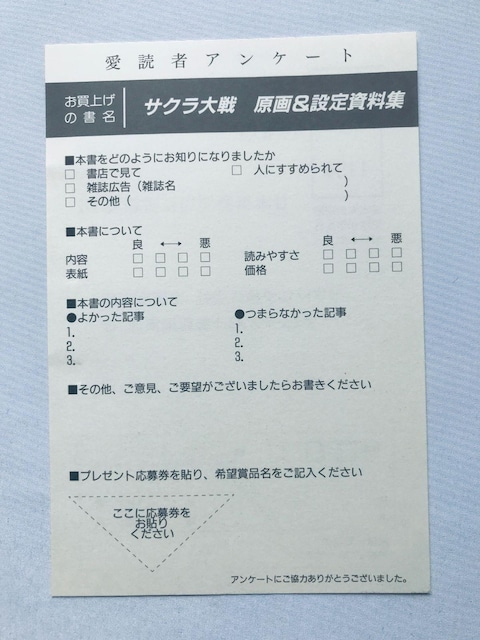 愛読者アンケート
お買上げの書名
サクラ大戦 原画&設定資料集
■本書をどのようにお知りになりましたか
□ 書店で見て □ 人にすすめられて
□ 雑誌広告(雑誌名 )
□ その他( )
■本書について
良 ←→ 悪 良 ←→ 悪
内容 □ □ □ □ 読みやすさ □ □ □ □
表紙 □ □ □ □ 価格 □ □ □ □
■本書の内容について
●よかった記事 ●つまらなかった記事
1. 1.
2. 2.
3. 3.
■その他、ご意見、ご要望がございましたらお書きください
■プレゼント応募券を貼り、希望賞品名をご記入ください
ここに応募券を
お貼り
ください
アンケートにご協力ありがとうございました。